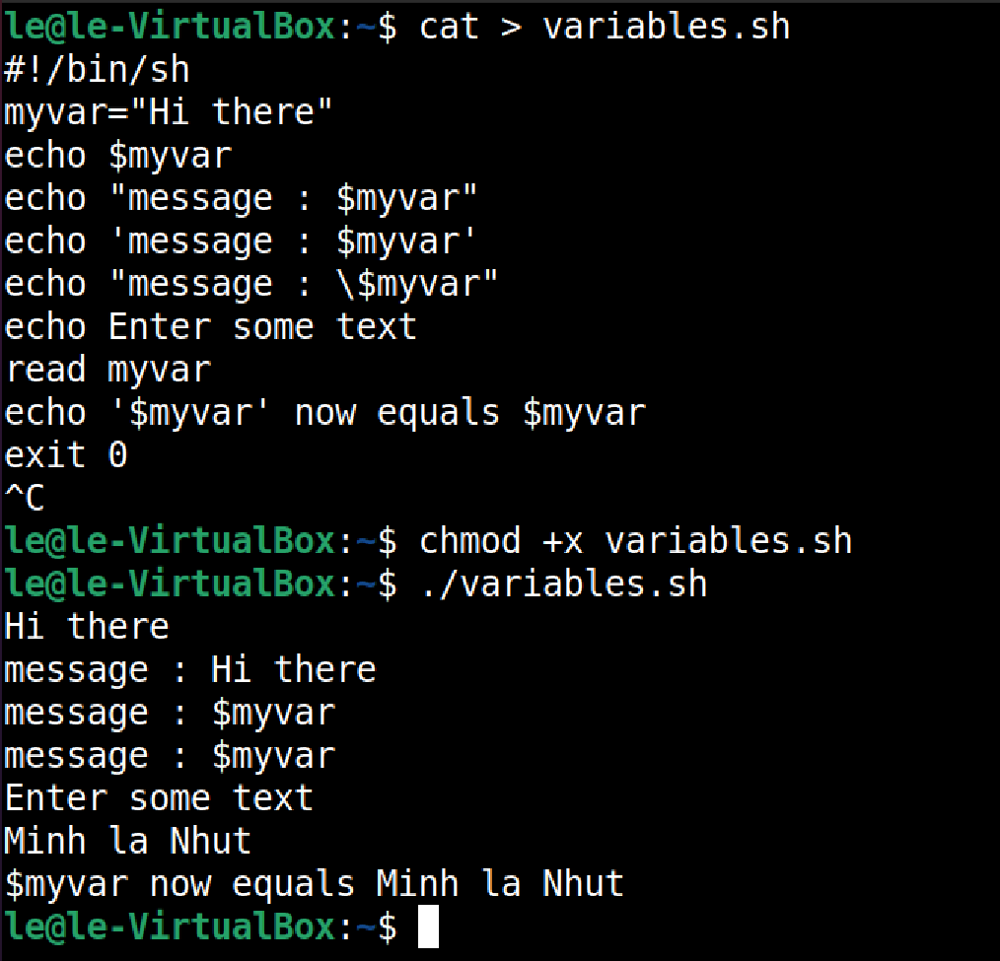 le@le-VirtualBox:~$ cat > variables.sh
#!/bin/sh
myvar="Hi there"
echo $myvar
echo "message : $myvar"
echo 'message : $myvar'
echo "message : \$myvar"
echo Enter some text
read myvar
echo '$myvar' now equals $myvar
exit 0
^C
le@le-VirtualBox:~$ chmod +x variables.sh
le@le-VirtualBox:~$ ./variables.sh
Hi there
message : Hi there
message : $myvar
message : $myvar
Enter some text
Minh la Nhut
$myvar now equals Minh la Nhut
le@le-VirtualBox:~$